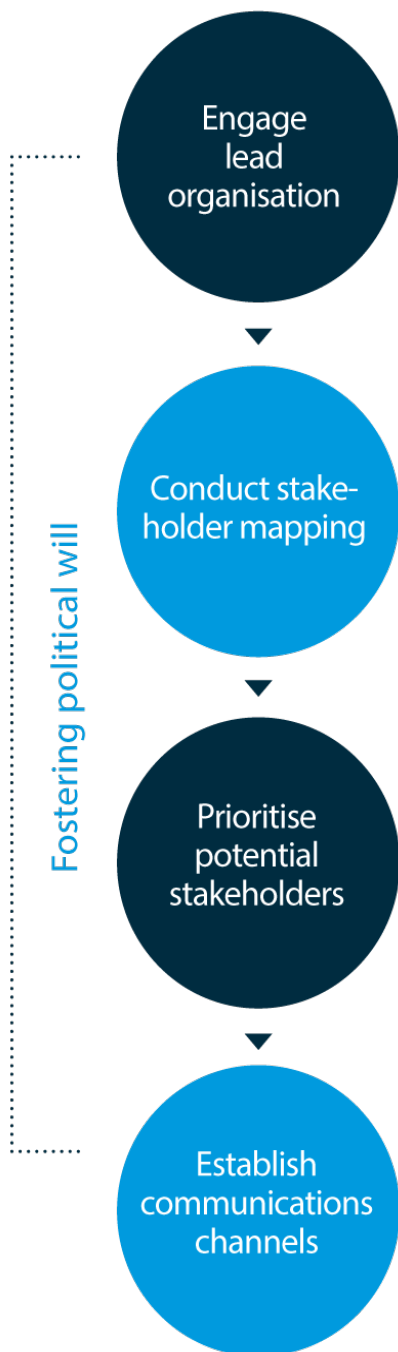 Engage
lead
organisation
Conduct stake-
holder mapping
Fostering political will
Prioritise
potential
stakeholders
Establish
communications
channels